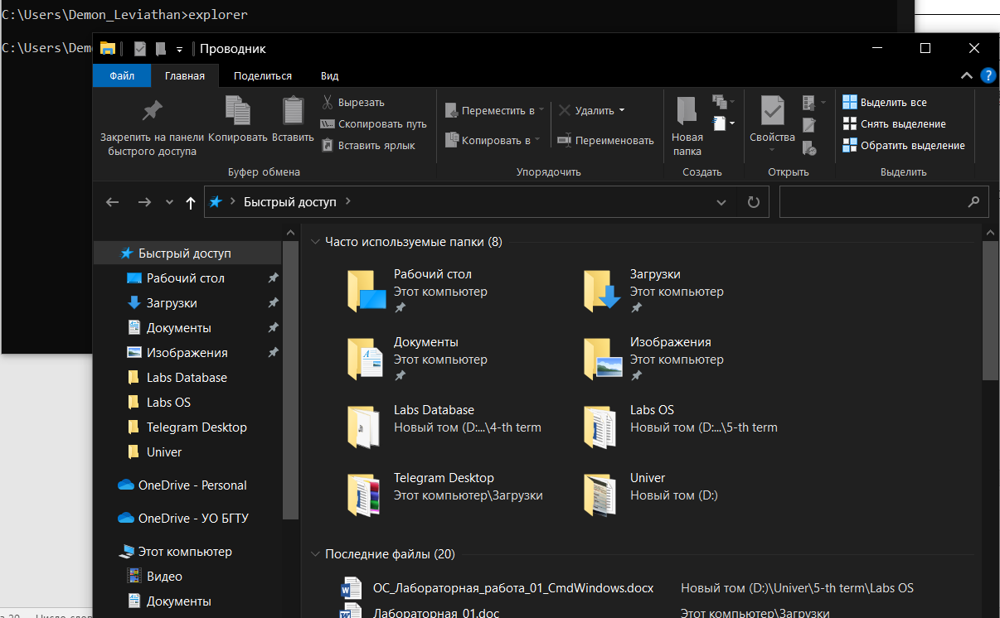 C:\Users\Demon_Leviathan>explorer
C:\Users\Dem
Проводник
Файл Главная Поделиться Вид
Закрепить на панели быстрого доступа
Копировать
Вставить
Вырезать
Скопировать путь
Вставить ярлык
Буфер обмена
Переместить в
Копировать в
Удалить
Переименовать
Упорядочить
Новая папка
Создать
Свойства
Открыть
Выделить все
Снять выделение
Обратить выделение
Выделить
Быстрый доступ
Быстрый доступ
Рабочий стол
Загрузки
Документы
Изображения
Labs Database
Labs OS
Telegram Desktop
Univer
OneDrive - Personal
OneDrive - УО БГТУ
Этот компьютер
Видео
Документы
Часто используемые папки (8)
Рабочий стол
Этот компьютер
Загрузки
Этот компьютер
Документы
Этот компьютер
Изображения
Этот компьютер
Labs Database
Новый том (D:...\4-th term
Labs OS
Новый том (D:...\5-th term
Telegram Desktop
Этот компьютер\Загрузки
Univer
Новый том (D:)
Последние файлы (20)
ОС_Лабораторная_работа_01_CmdWindows.docx Новый том (D:)\Univer\5-th term\Labs OS
Лабораторная_01.doc Этот компьютер\Загрузки